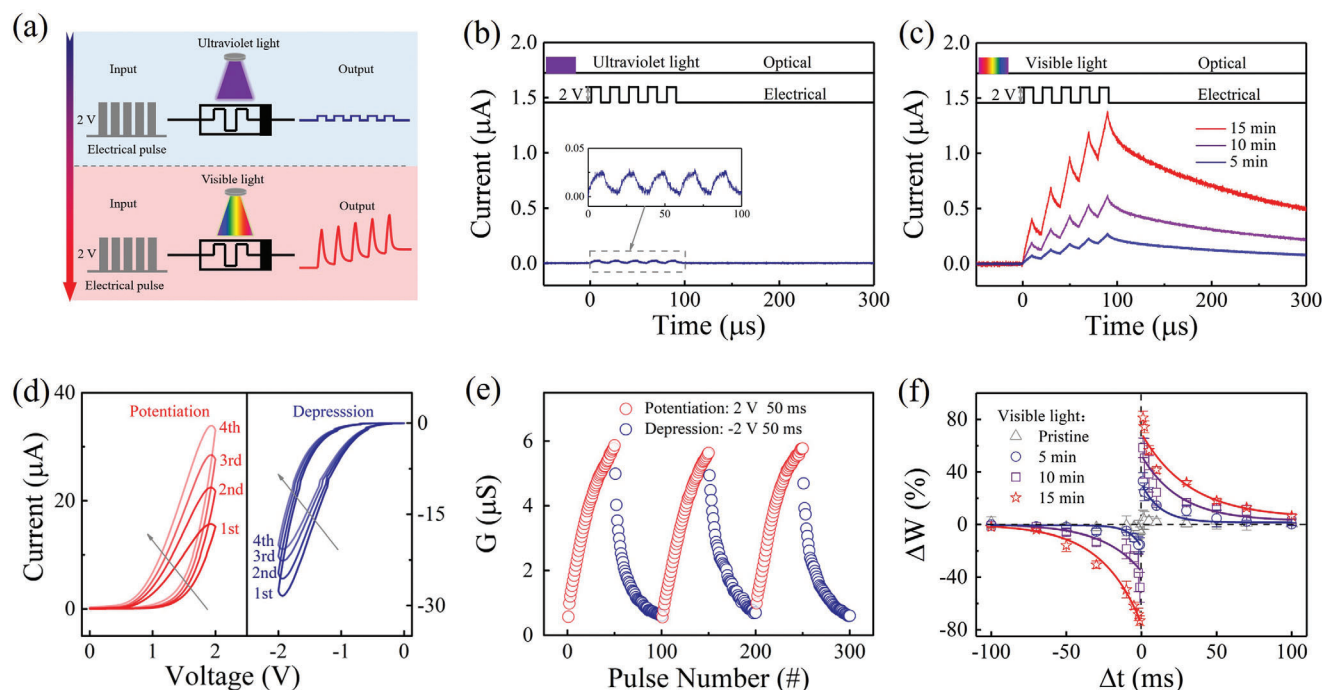 (a)
Ultraviolet light
Input
Output
2 V
Electrical pulse
Visible light
Input
Output
2 V
Electrical pulse
(b)
2.0
Ultraviolet light Optical
1.5
2 V
Electrical
1.0
0.5
0.0
Current (µA)
0.05
0.00
0 50 100
0 100 200 300
Time (µs)
(c)
2.0
Visible light Optical
1.5
2 V
Electrical
1.0
0.5
0.0
Current (µA)
15 min
10 min
5 min
0 100 200 300
Time (µs)
(d)
40
20
0
Current (µA)
Potentiation
4th
3rd
2nd
1st
Depresssion
4th
3rd
2nd
1st
0
-15
-30
0 1 2 -2 -1 0
Voltage (V)
(e)
8
6
4
2
0
G (µS)
Potentiation: 2 V 50 ms
Depression: -2 V 50 ms
0 100 200 300
Pulse Number (#)
(f)
80
40
0
-40
-80
ΔW (%)
Visible light:
Pristine
5 min
10 min
15 min
-100 -50 0 50 100
Δt (ms)